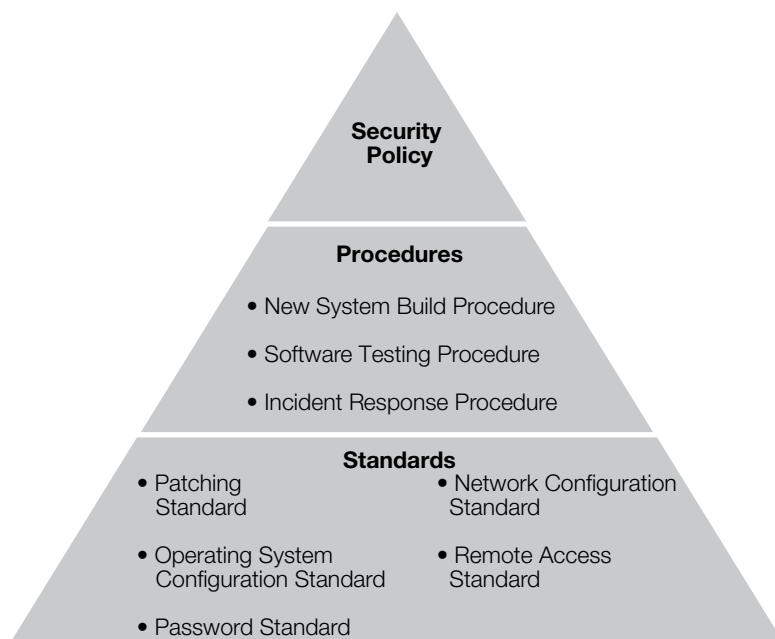 Security
Policy
Procedures
• New System Build Procedure
• Software Testing Procedure
• Incident Response Procedure
Standards
• Patching
Standard
• Operating System
Configuration Standard
• Password Standard
• Network Configuration
Standard
• Remote Access
Standard